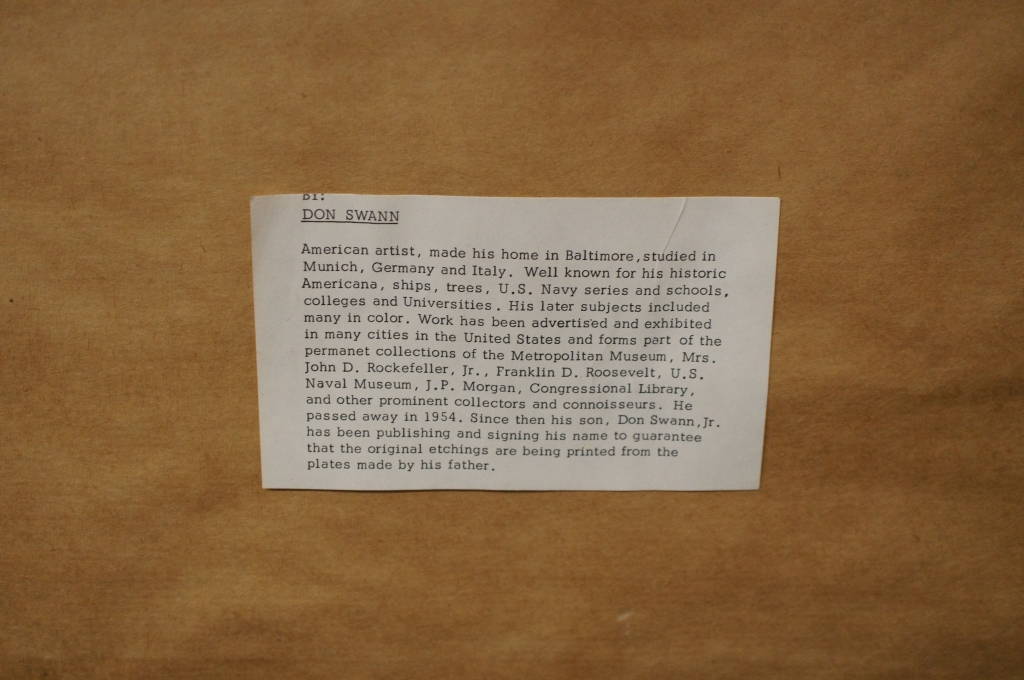 BY:
DON SWANN
American artist, made his home in Baltimore, studied in
Munich, Germany and Italy. Well known for his historic
Americana, ships, trees, U.S. Navy series and schools,
colleges and Universities. His later subjects included
many in color. Work has been advertised and exhibited
in many cities in the United States and forms part of the
permanet collections of the Metropolitan Museum, Mrs.
John D. Rockefeller, Jr., Franklin D. Roosevelt, U.S.
Naval Museum, J.P. Morgan, Congressional Library,
and other prominent collectors and connoisseurs. He
passed away in 1954. Since then his son, Don Swann, Jr.
has been publishing and signing his name to guarantee
that the original etchings are being printed from the
plates made by his father.